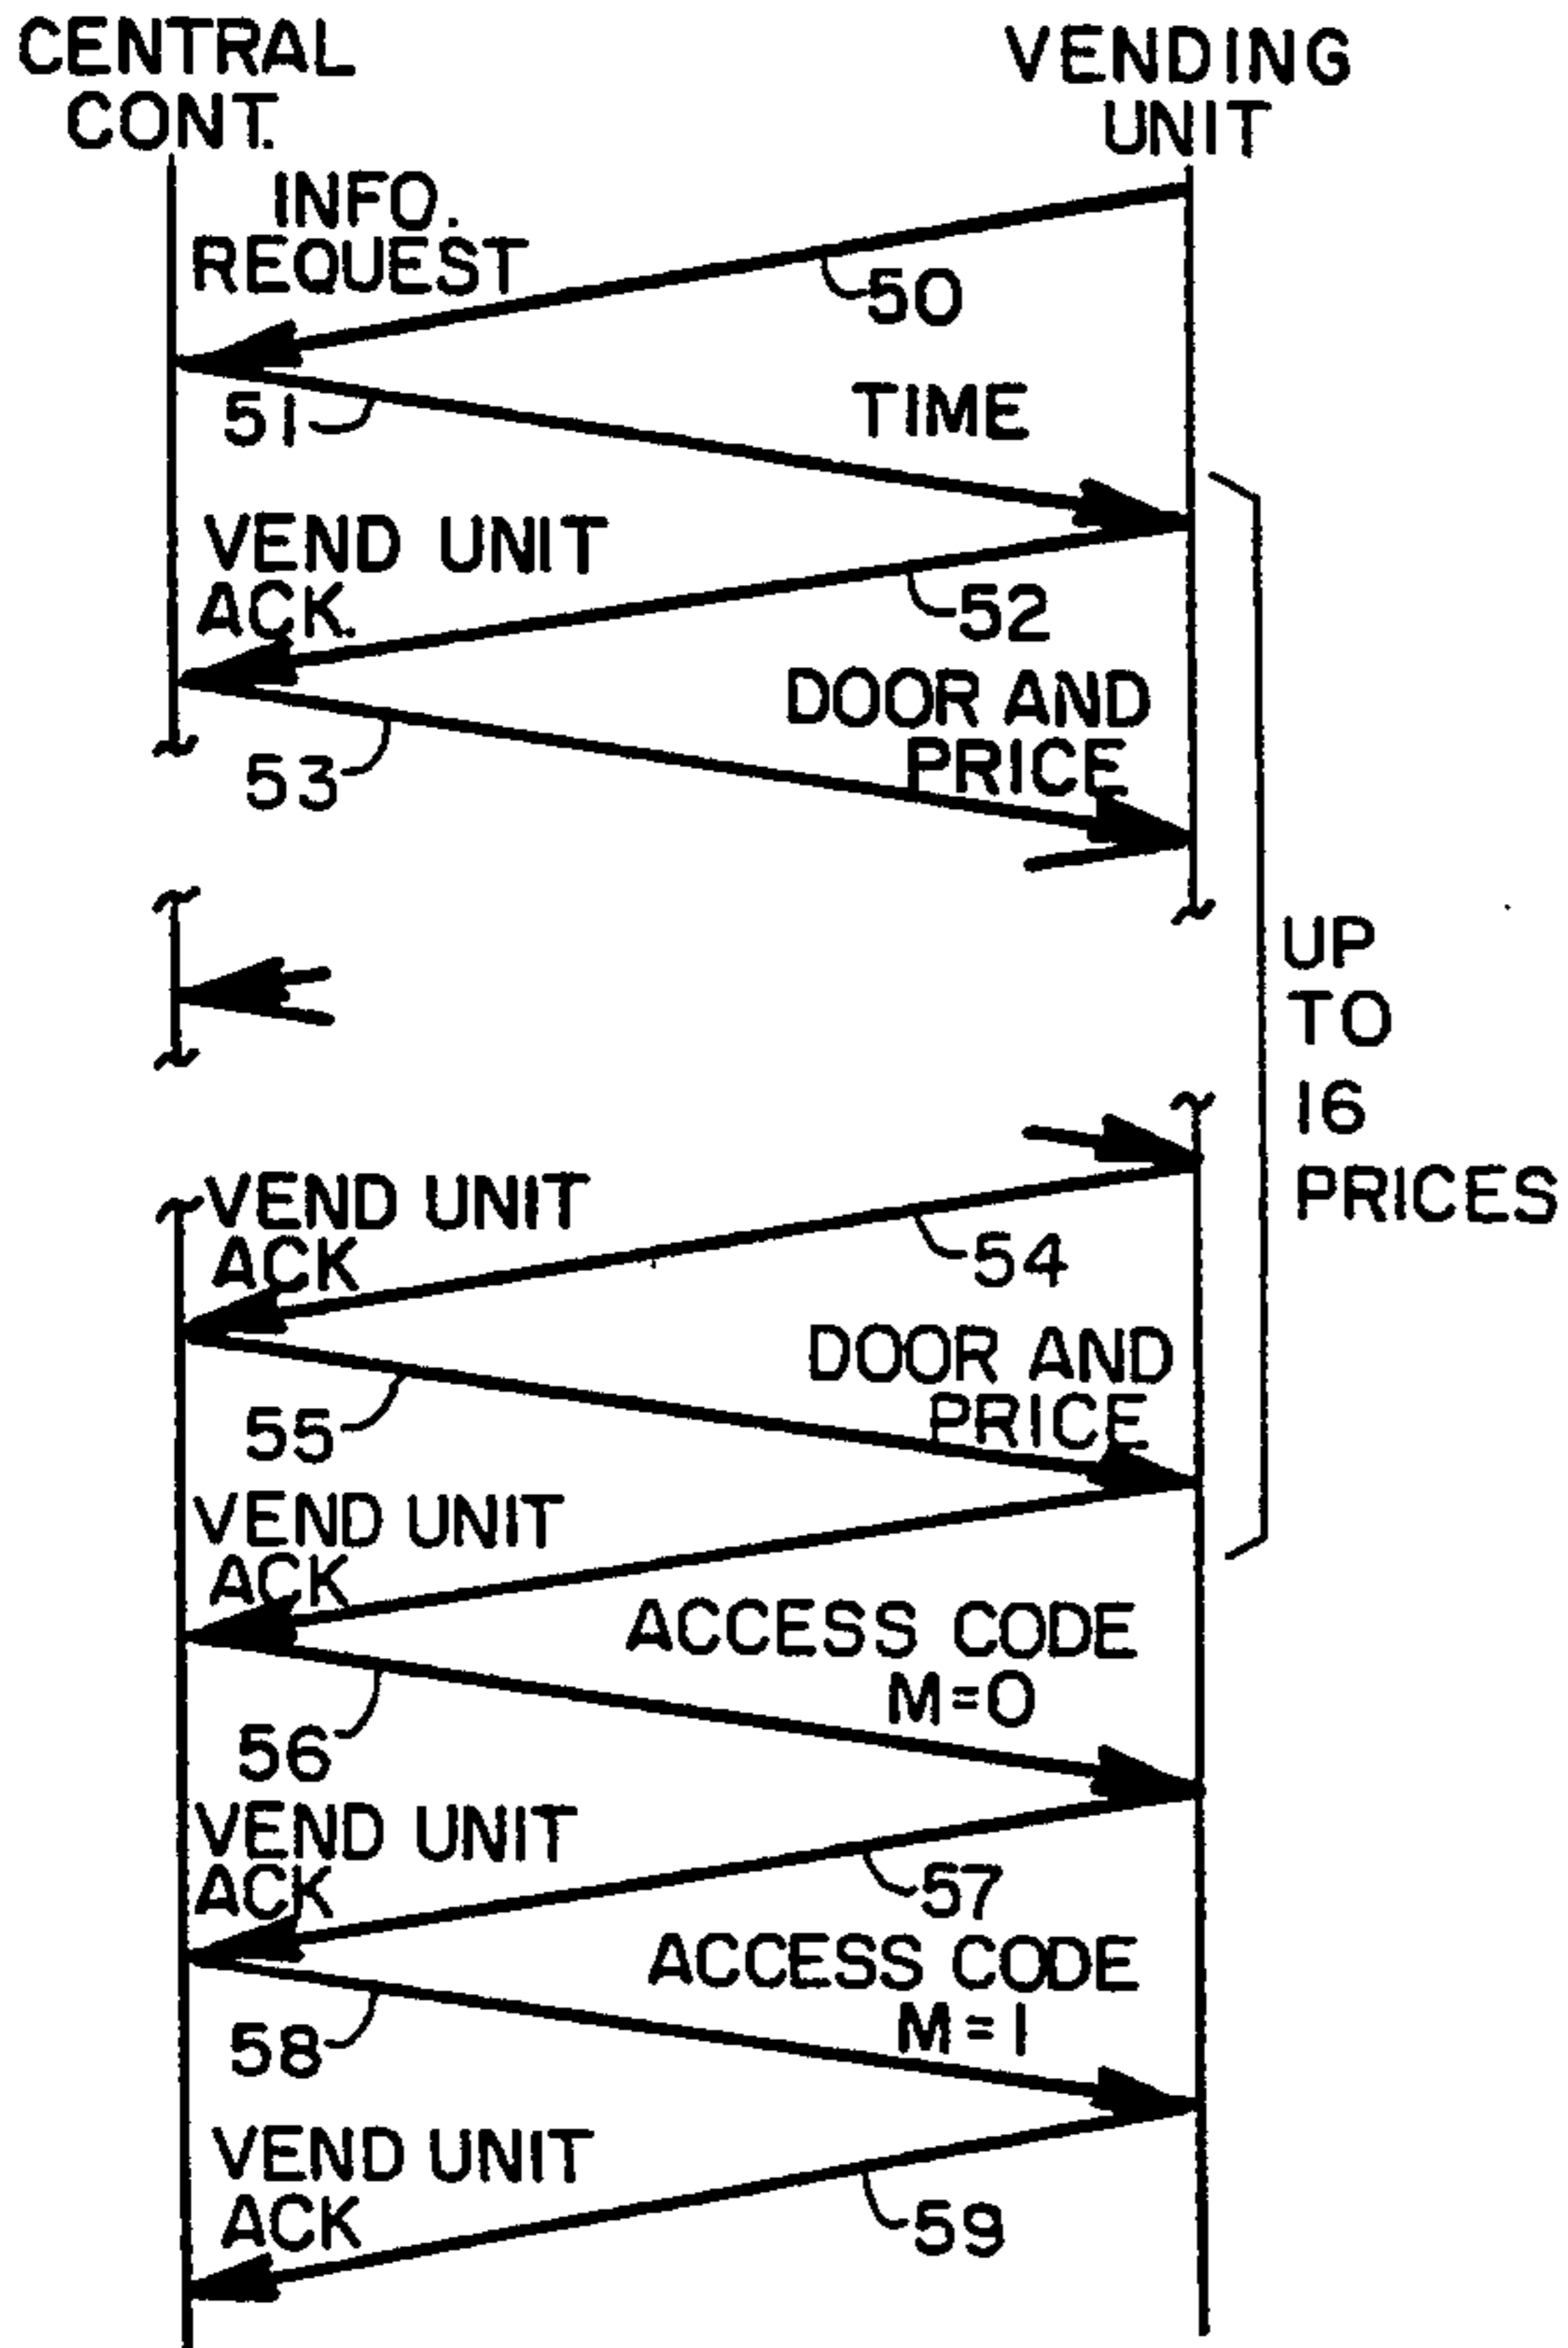 CENTRAL
CONT.
VENDING
UNIT
INFO.
REQUEST
50
51
TIME
VEND UNIT
ACK.
52
DOOR AND
PRICE
53
UP
TO
16
PRICES
VEND UNIT
ACK
54
DOOR AND
PRICE
55
VEND UNIT
ACK
ACCESS CODE
M=0
56
VEND UNIT
ACK
57
ACCESS CODE
M=1
58
VEND UNIT
ACK
59